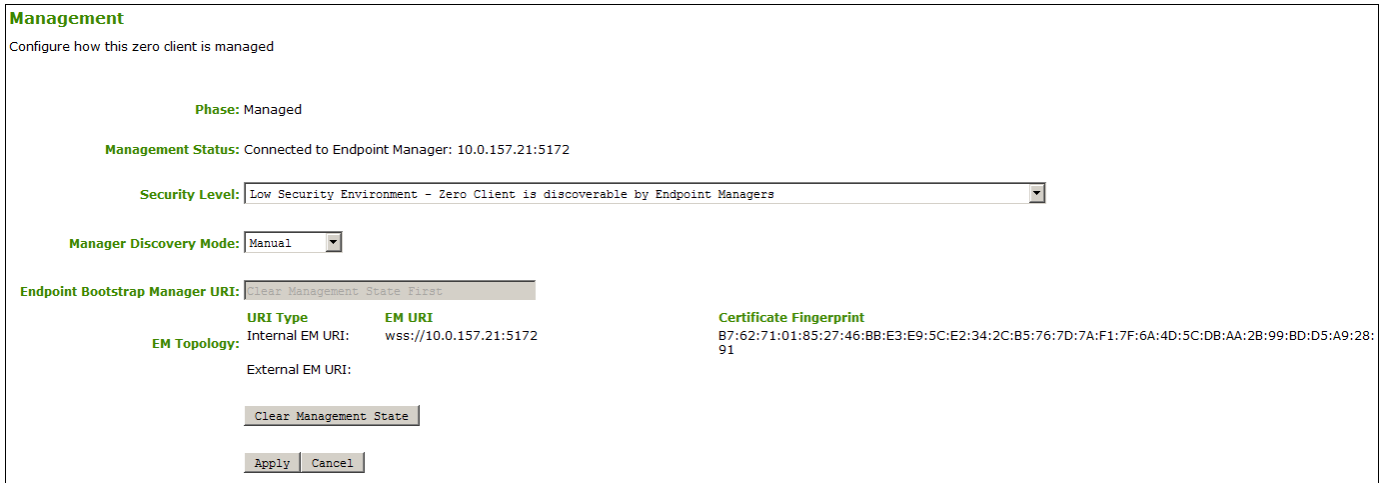 Management
Configure how this zero client is managed
Phase: Managed
Management Status: Connected to Endpoint Manager: 10.0.157.21:5172
Security Level: Low Security Environment - Zero Client is discoverable by Endpoint Managers
Manager Discovery Mode: Manual
Endpoint Bootstrap Manager URI: Clear Management State First
URI Type EM URI Certificate Fingerprint
EM Topology: Internal EM URI: wss://10.0.157.21:5172 B7:62:71:01:85:27:46:BB:E3:E9:5C:E2:34:2C:B5:76:7D:7A:F1:7F:6A:4D:5C:DB:AA:2B:99:BD:D5:A9:28:
91
External EM URI:
Clear Management State
Apply Cancel